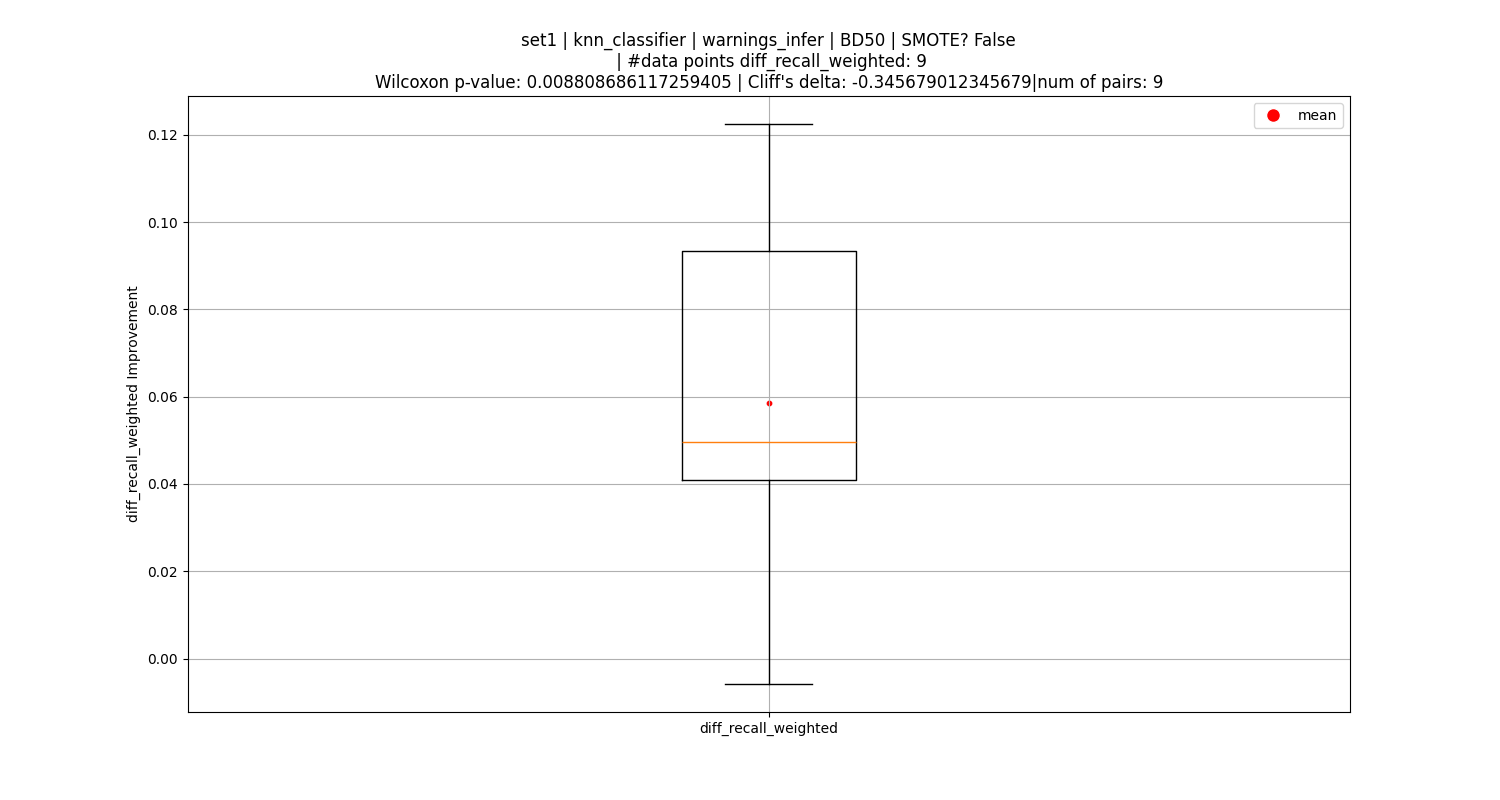 set1 | knn_classifier | warnings_infer | BD50 | SMOTE? False
| #data points diff_recall_weighted: 9
Wilcoxon p-value: 0.008808686117259405 | Cliff's delta: -0.345679012345679|num of pairs: 9
mean
0.12
0.10
0.08
0.06
0.04
0.02
0.00
diff_recall_weighted Improvement
diff_recall_weighted